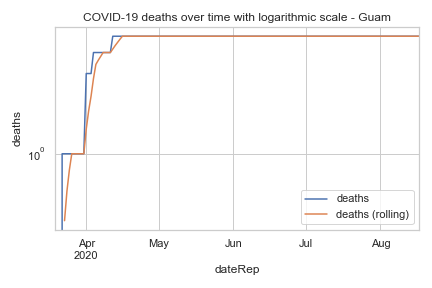 COVID-19 deaths over time with logarithmic scale - Guam
deaths
10⁰
deaths
deaths (rolling)
Apr
2020
May
Jun
Jul
Aug
dateRep